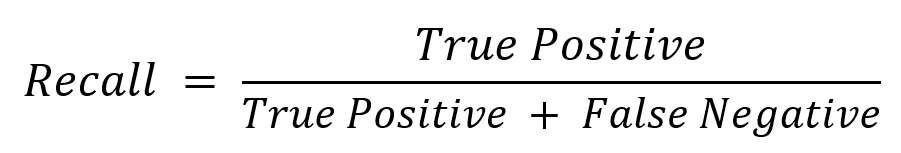 True Positive
Recall =
True Positive + False Negative